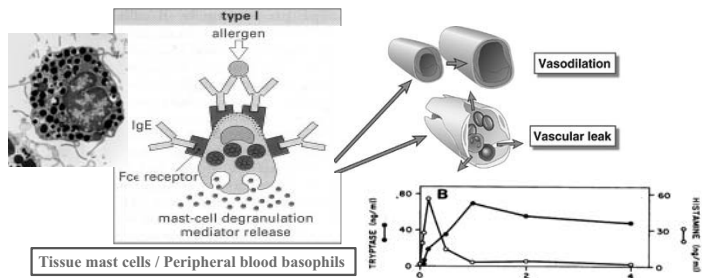 type I
allergen
IgE
Fcε receptor
mast-cell degranulation
mediator release
Tissue mast cells / Peripheral blood basophils
Vasodilation
Vascular leak
B
TRYPTASE (ng/ml)
.80
40
0
HISTAMINE (ng/ml)
60
30
0
0
2
4